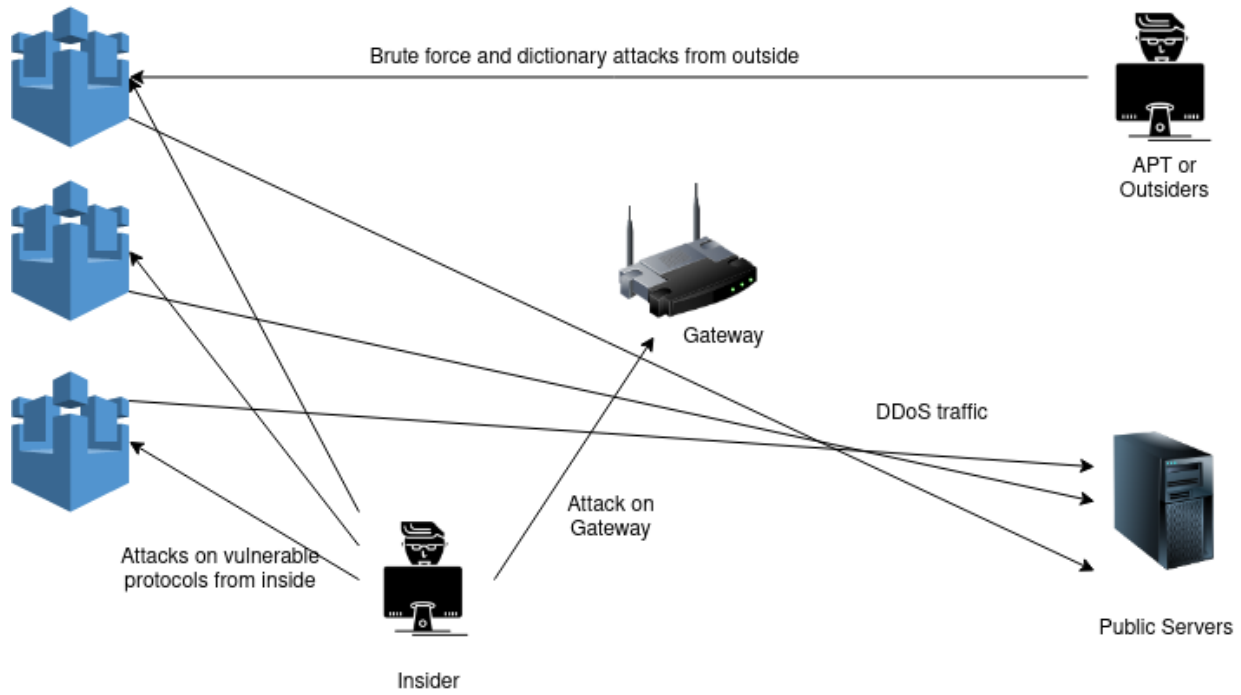 Brute force and dictionary attacks from outside
APT or
Outsiders
Gateway
DDoS traffic
Attack on
Gateway
Attacks on vulnerable
protocols from inside
Public Servers
Insider